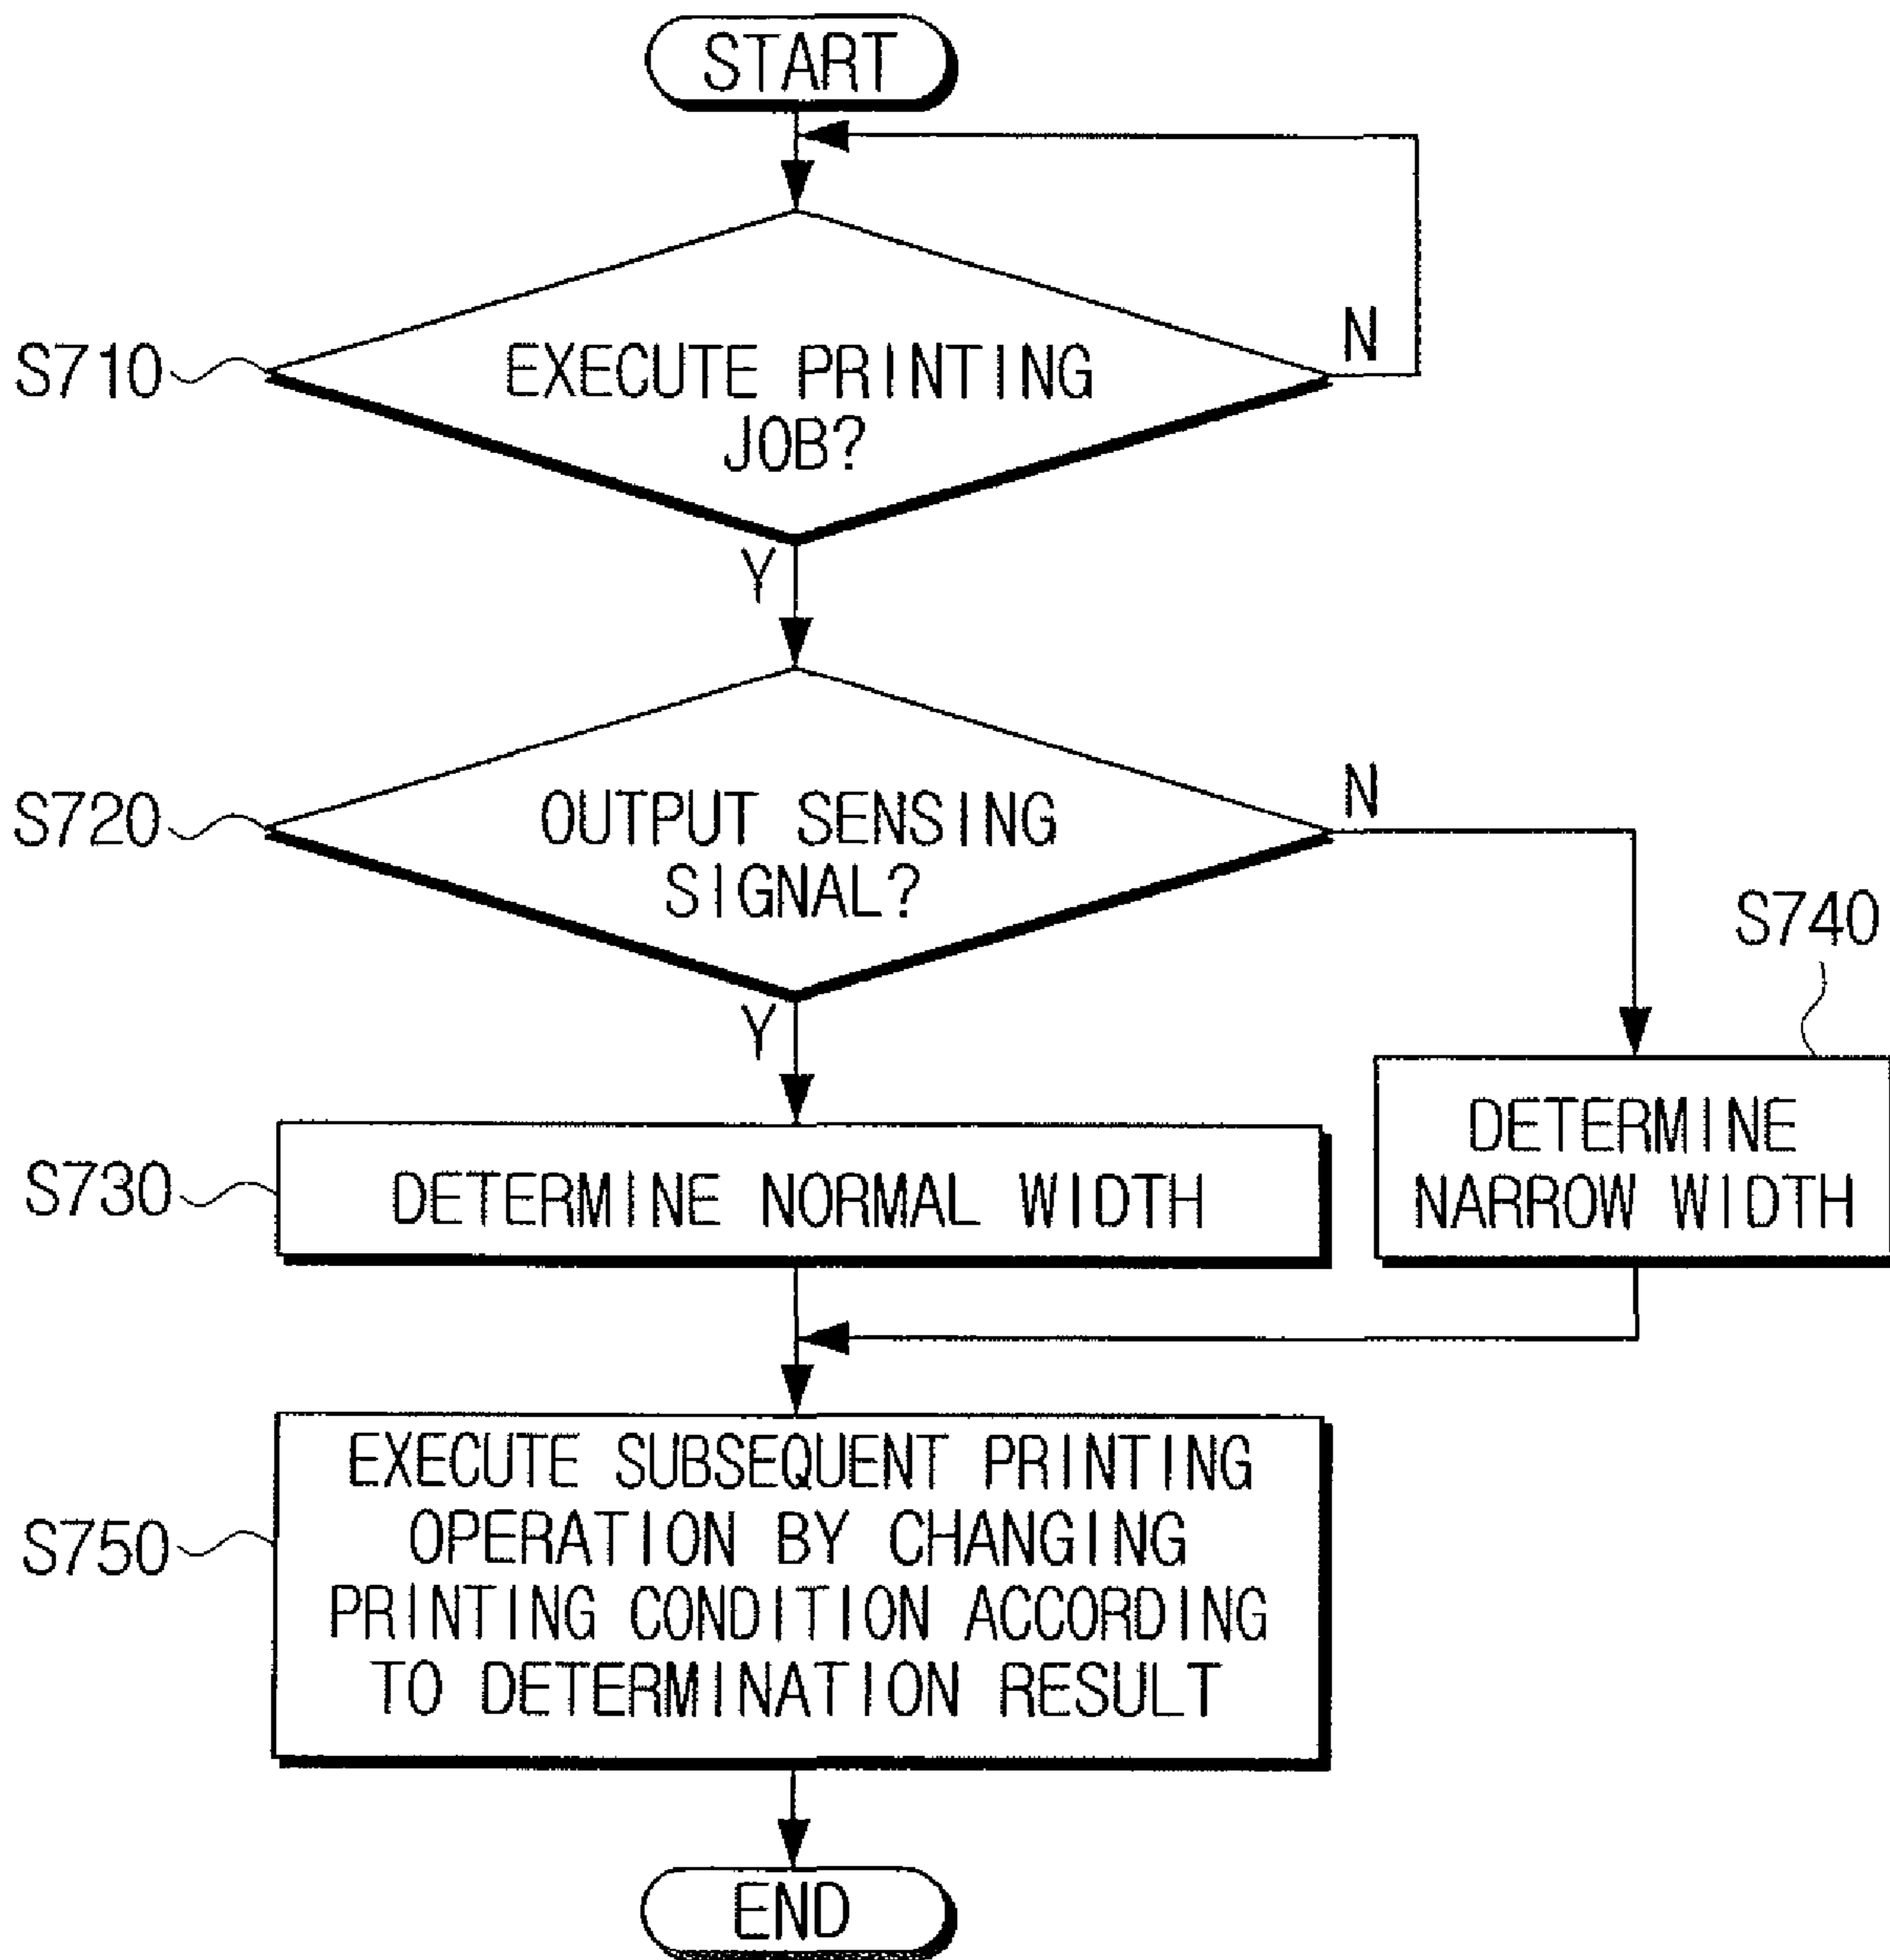 START
N
S710
EXECUTE PRINTING
JOB?
Y
N
S720
OUTPUT SENSING
SIGNAL?
S740
Y
DETERMINE
NARROW WIDTH
S730
DETERMINE NORMAL WIDTH
S750
EXECUTE SUBSEQUENT PRINTING
OPERATION BY CHANGING
PRINTING CONDITION ACCORDING
TO DETERMINATION RESULT
END